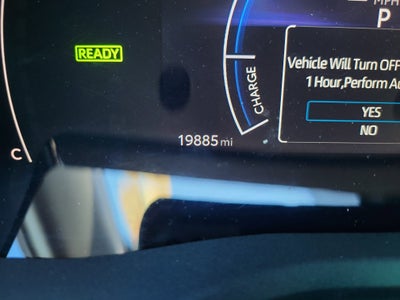 MPH
P
READY
Vehicle Will Turn OFF
1 Hour,Perform
CHARGE
YES
NO
19885 mi
C